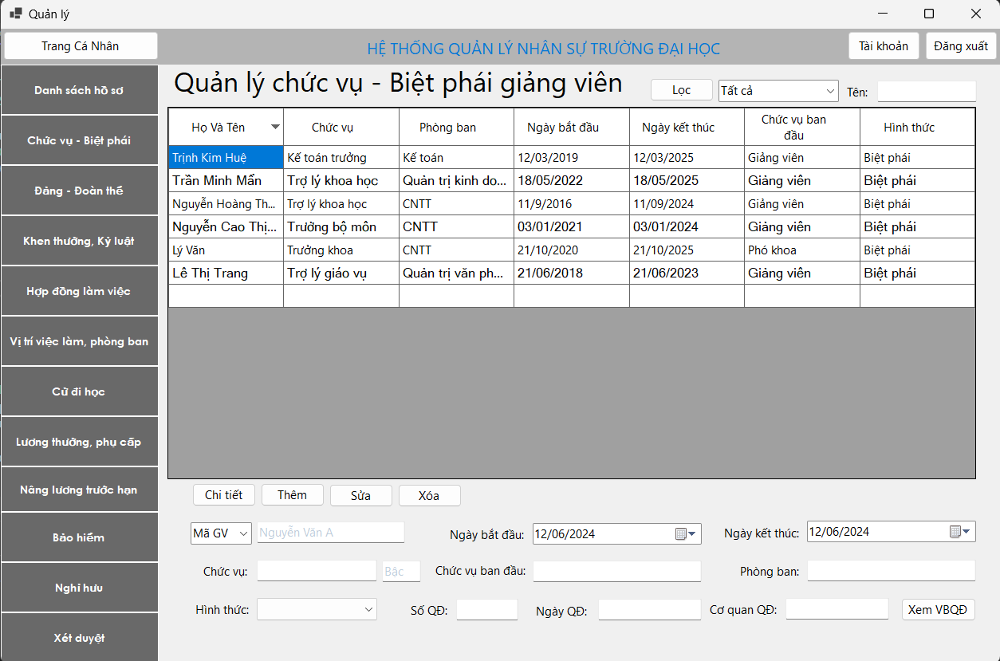 Quản lý
Trang Cá Nhân
HỆ THỐNG QUẢN LÝ NHÂN SỰ TRƯỜNG ĐẠI HỌC
Tài khoản
Đăng xuất
Danh sách hồ sơ
Chức vụ - Biệt phái
Đảng - Đoàn thể
Khen thưởng, Kỷ luật
Hợp đồng làm việc
Vị trí việc làm, phòng ban
Cử đi học
Lương thưởng, phụ cấp
Nâng lương trước hạn
Bảo hiểm
Nghỉ hưu
Xét duyệt
Quản lý chức vụ - Biệt phái giảng viên
Lọc
Tất cả
Tên:
Họ Và Tên Chức vụ Phòng ban Ngày bắt đầu Ngày kết thúc Chức vụ ban đầu Hình thức
Trịnh Kim Huệ Kế toán trưởng Kế toán 12/03/2019 12/03/2025 Giảng viên Biệt phái
Trần Minh Mẩn Trợ lý khoa học Quản trị kinh do... 18/05/2022 18/05/2025 Giảng viên Biệt phái
Nguyễn Hoàng Th... Trợ lý khoa học CNTT 11/9/2016 11/09/2024 Giảng viên Biệt phái
Nguyễn Cao Thị... Trưởng bộ môn CNTT 03/01/2021 03/01/2024 Giảng viên Biệt phái
Lý Văn Trưởng khoa CNTT 21/10/2020 21/10/2025 Phó khoa Biệt phái
Lê Thị Trang Trợ lý giáo vụ Quản trị văn ph... 21/06/2018 21/06/2023 Giảng viên Biệt phái
Chi tiết Thêm Sửa Xóa
Mã GV Nguyễn Văn A Ngày bắt đầu: 12/06/2024 Ngày kết thúc: 12/06/2024
Chức vụ: Bậc Chức vụ ban đầu: Phòng ban:
Hình thức: Số QĐ: Ngày QĐ: Cơ quan QĐ: Xem VBQĐ